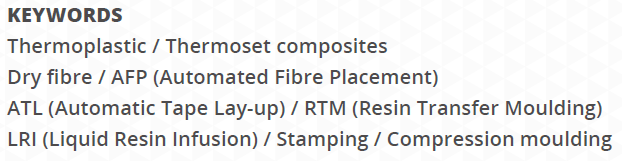 KEYWORDS
Thermoplastic / Thermoset composites
Dry fibre / AFP (Automated Fibre Placement)
ATL (Automatic Tape Lay-up) / RTM (Resin Transfer Moulding)
LRI (Liquid Resin Infusion) / Stamping / Compression moulding